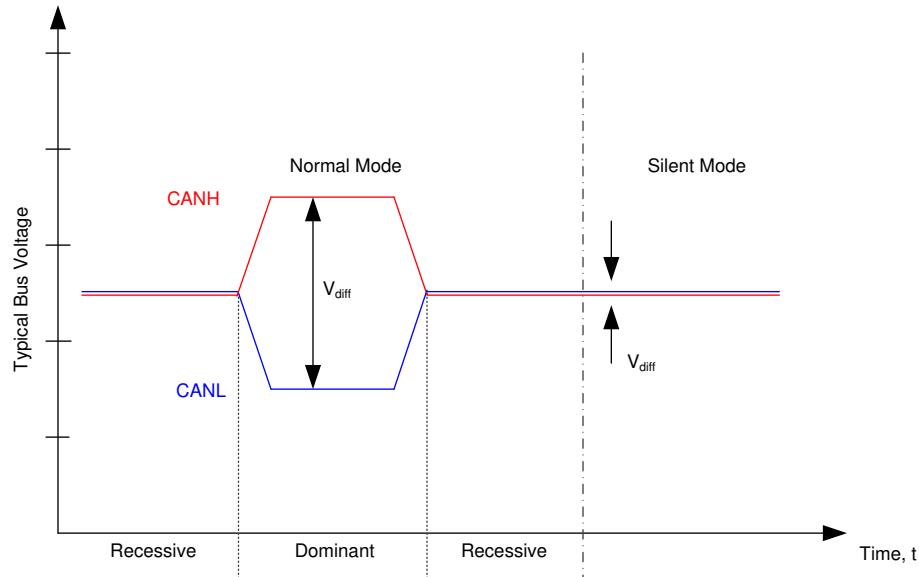 Normal Mode
Silent Mode
CANH
Typical Bus Voltage
Vdiff
Vdiff
CANL
Recessive
Dominant
Recessive
Time, t